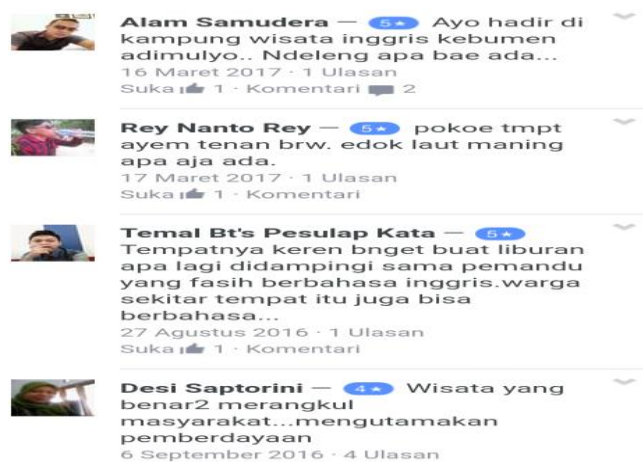 Alam Samudera — 5★ Ayo hadir di
kampung wisata inggris kebumen
adimulyo.. Ndeleng apa bae ada...
16 Maret 2017 · 1 Ulasan
Suka 1 · Komentari 2
Rey Nanto Rey — 5★ pokoe tmpt
ayem tenan brw. edok laut maning
apa aja ada.
17 Maret 2017 · 1 Ulasan
Suka 1 · Komentari
Temal Bt's Pesulap Kata — 5★
Tempatnya keren bnget buat liburan
apa lagi didampingi sama pemandu
yang fasih berbahasa inggris.warga
sekitar tempat itu juga bisa
berbahasa...
27 Agustus 2016 · 1 Ulasan
Suka 1 · Komentari
Desi Saptorini — 4★ Wisata yang
benar2 merangkul
masyarakat...mengutamakan
pemberdayaan
6 September 2016 · 4 Ulasan